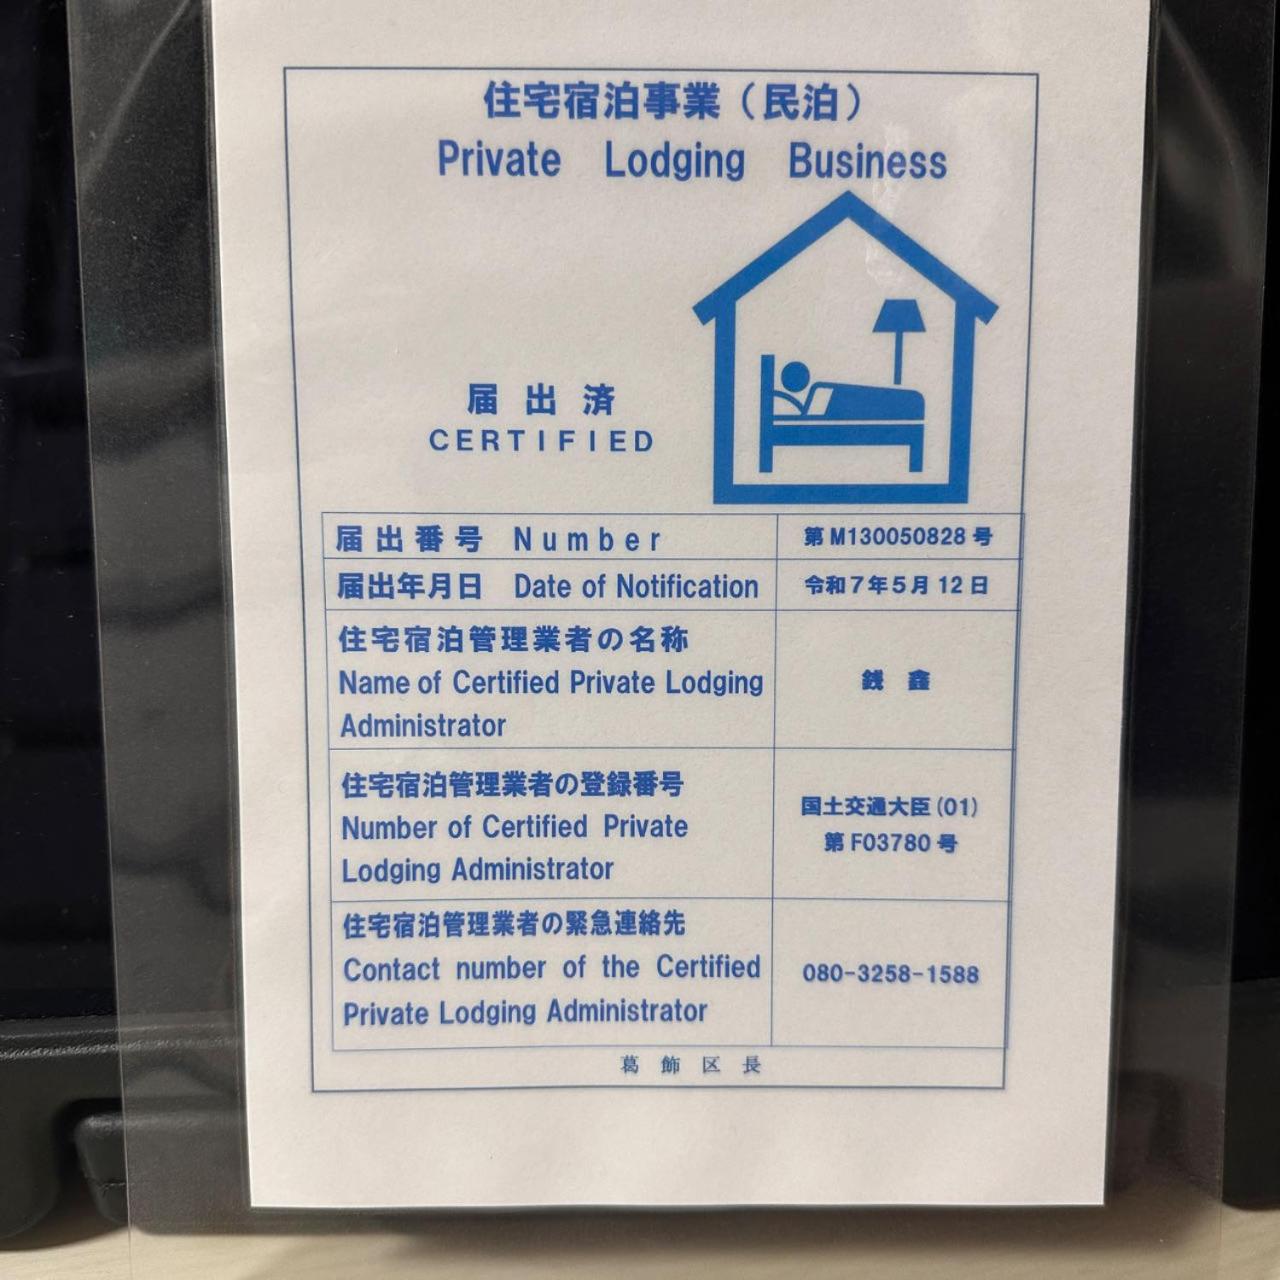 住宅宿泊事業（民泊）
Private Lodging Business
届出済
CERTIFIED
届出番号 Number
第M130050828号
届出年月日 Date of Notification
令和7年5月12日
住宅宿泊管理業者の名称
Name of Certified Private Lodging
Administrator
銭 鑫
住宅宿泊管理業者の登録番号
Number of Certified Private
Lodging Administrator
国土交通大臣(01)
第F03780号
住宅宿泊管理業者の緊急連絡先
Contact number of the Certified
Private Lodging Administrator
080-3258-1588
葛飾区長